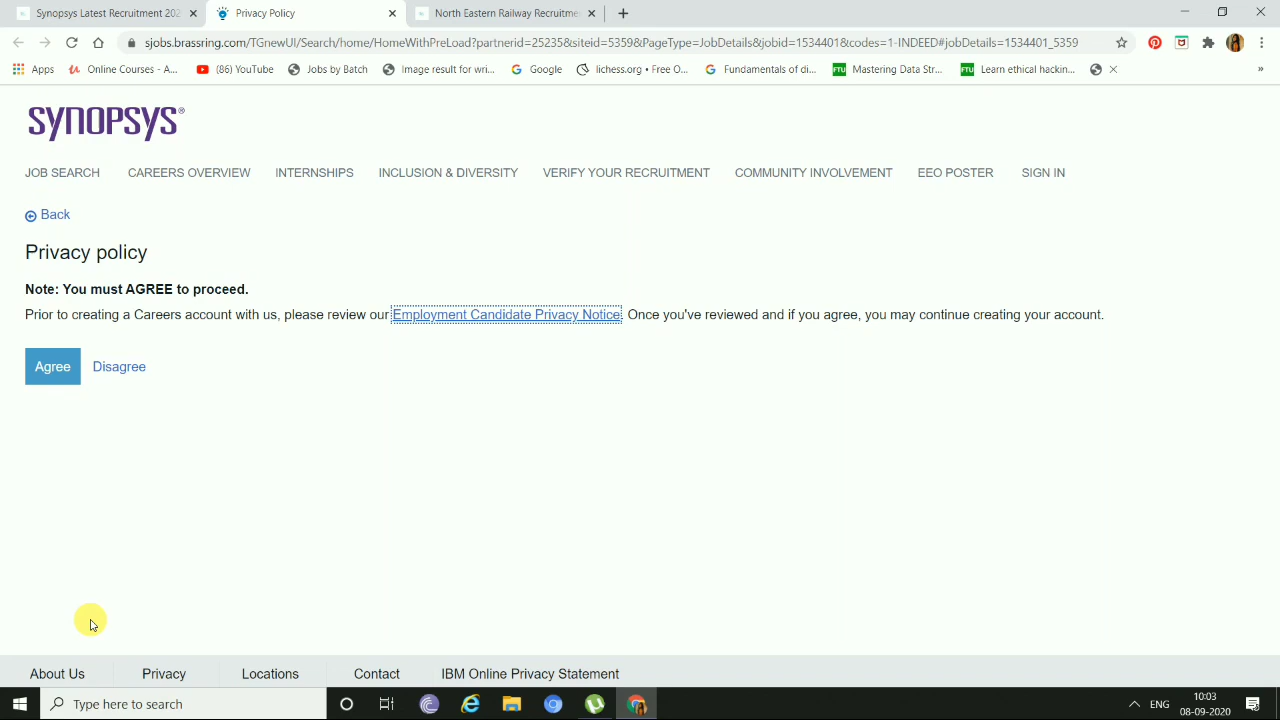 Synopsys Latest Recruitment 202
Privacy Policy
North Eastern Railway Recruitme
sjobs.brassring.com/TGnewUI/Search/home/HomeWithPreLoad?partnerid=25235&siteid=5359&PageType=JobDetails&jobid=1534401&codes=1-INDEED#jobDetails=1534401_5359
Apps Online Courses - A... (86) YouTube Jobs by Batch Image result for wri... Google lichess.org • Free O... Fundamentals of di... FTU Mastering Data Str... FTU Learn ethical hackin... »
SYNOPSYS®
JOB SEARCH CAREERS OVERVIEW INTERNSHIPS INCLUSION & DIVERSITY VERIFY YOUR RECRUITMENT COMMUNITY INVOLVEMENT EEO POSTER SIGN IN
Back
Privacy policy
Note: You must AGREE to proceed.
Prior to creating a Careers account with us, please review our Employment Candidate Privacy Notice. Once you've reviewed and if you agree, you may continue creating your account.
Agree Disagree
About Us Privacy Locations Contact IBM Online Privacy Statement
Type here to search
ENG
10:03
08-09-2020